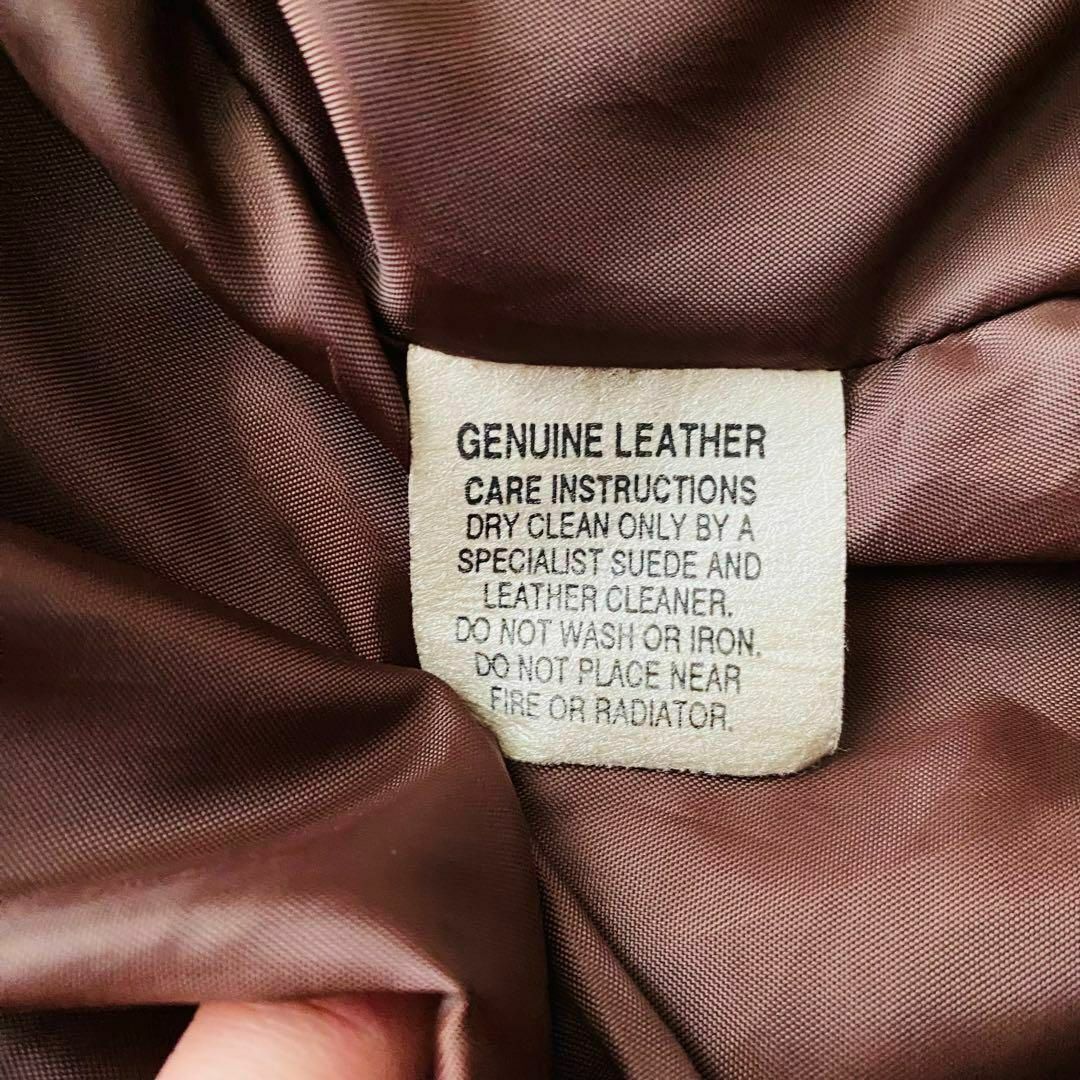 GENUINE LEATHER
CARE INSTRUCTIONS
DRY CLEAN ONLY BY A
SPECIALIST SUEDE AND
LEATHER CLEANER.
DO NOT WASH OR IRON.
DO NOT PLACE NEAR
FIRE OR RADIATOR.